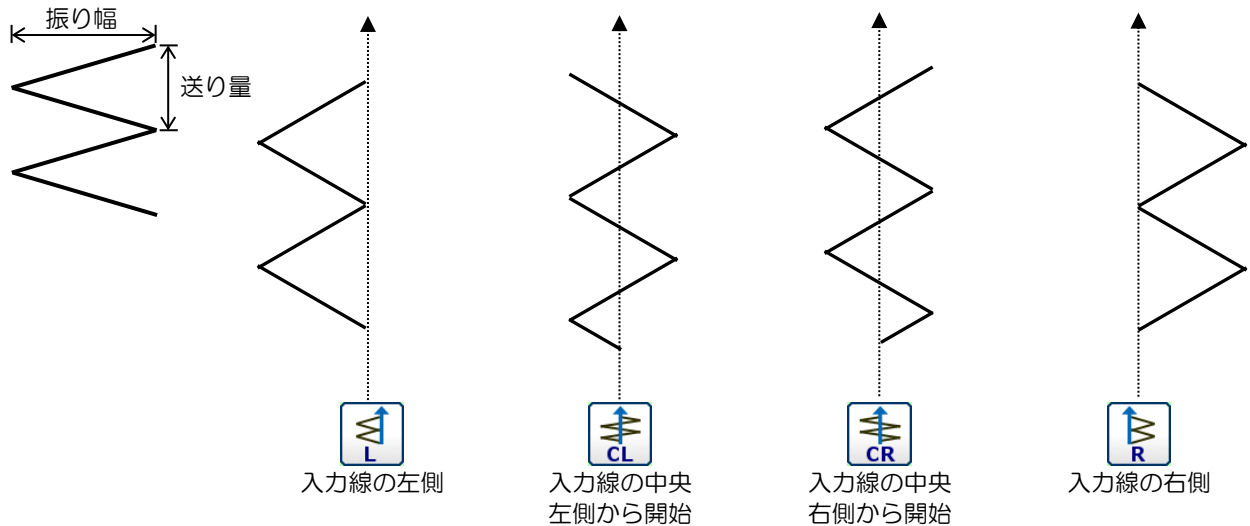 振り幅
送り量
L
入力線の左側
CL
入力線の中央
左側から開始
CR
入力線の中央
右側から開始
R
入力線の右側